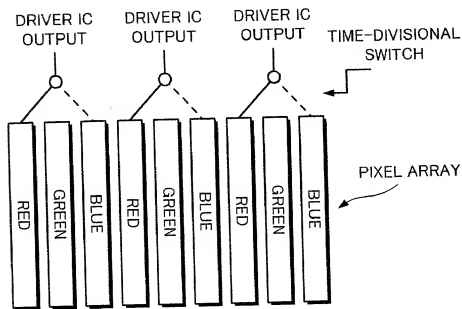 DRIVER IC
OUTPUT
DRIVER IC
OUTPUT
DRIVER IC
OUTPUT
TIME-DIVISIONAL
SWITCH
RED
GREEN
BLUE
RED
GREEN
BLUE
RED
GREEN
BLUE
PIXEL ARRAY